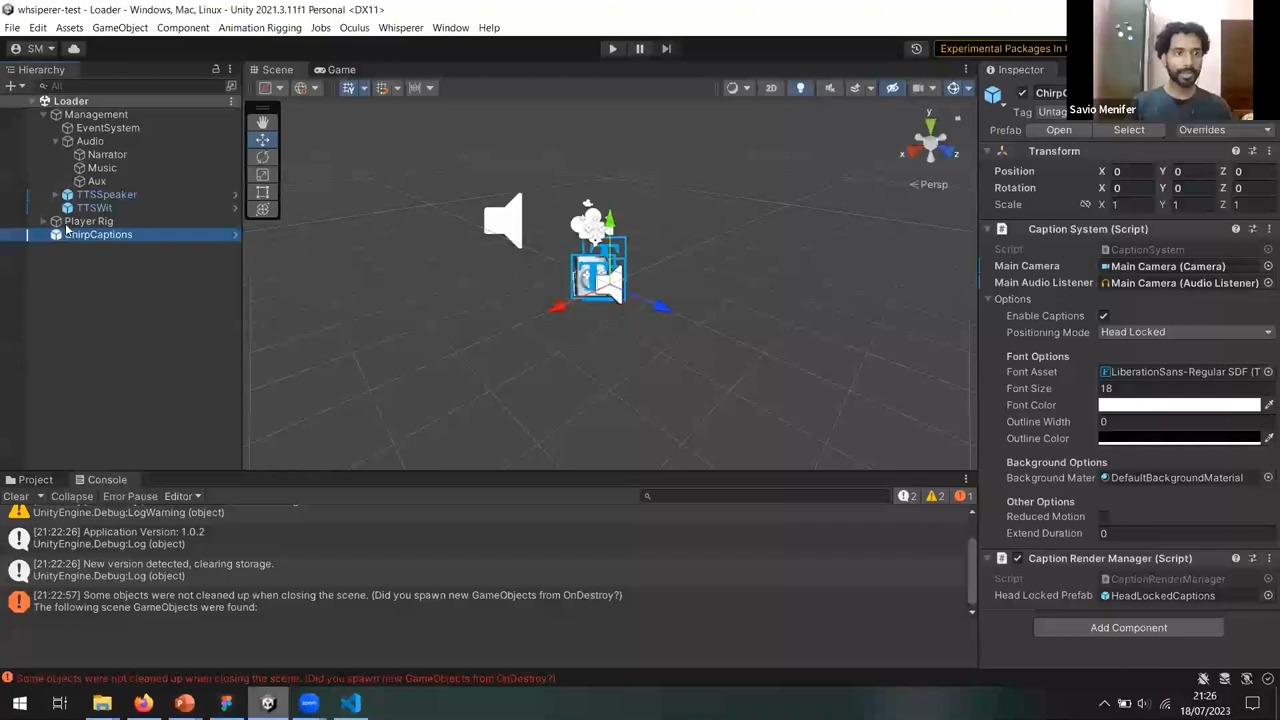 whsiperer-test - Loader - Windows, Mac, Linux - Unity 2021.3.11f1 Personal <DX11>
File Edit Assets GameObject Component Animation Rigging Jobs Oculus Whisperer Window Help
SM
Experimental Packages In U
Savio Menifer
Hierarchy
All
Loader
Management
EventSystem
Audio
Narrator
Music
Aux
TTSSpeaker
TTSWit
Player Rig
ChirpCaptions
Scene Game
2D
y
x
z
Persp
Inspector
ChirpC
Tag Untag
Prefab Open Select Overrides
Transform
Position X 0 Y 0 Z 0
Rotation X 0 Y 0 Z 0
Scale X 1 Y 1 Z 1
Caption System (Script)
Script CaptionSystem
Main Camera Main Camera (Camera)
Main Audio Listener Main Camera (Audio Listener)
Options
Enable Captions
Positioning Mode Head Locked
Font Options
Font Asset LiberationSans-Regular SDF (T
Font Size 18
Font Color
Outline Width 0
Outline Color
Background Options
Background Mater DefaultBackgroundMaterial
Other Options
Reduced Motion
Extend Duration 0
Caption Render Manager (Script)
Script CaptionRenderManager
Head Locked Prefab HeadLockedCaptions
Add Component
Project Console
Clear Collapse Error Pause Editor 2 2 1
UnityEngine.Debug:LogWarning (object)
[21:22:26] Application Version: 1.0.2
UnityEngine.Debug:Log (object)
[21:22:26] New version detected, clearing storage.
UnityEngine.Debug:Log (object)
[21:22:57] Some objects were not cleaned up when closing the scene. (Did you spawn new GameObjects from OnDestroy?)
The following scene GameObjects were found:
Some objects were not cleaned up when closing the scene. (Did you spawn new GameObjects from OnDestroy?)
zoom
21:26
18/07/2023